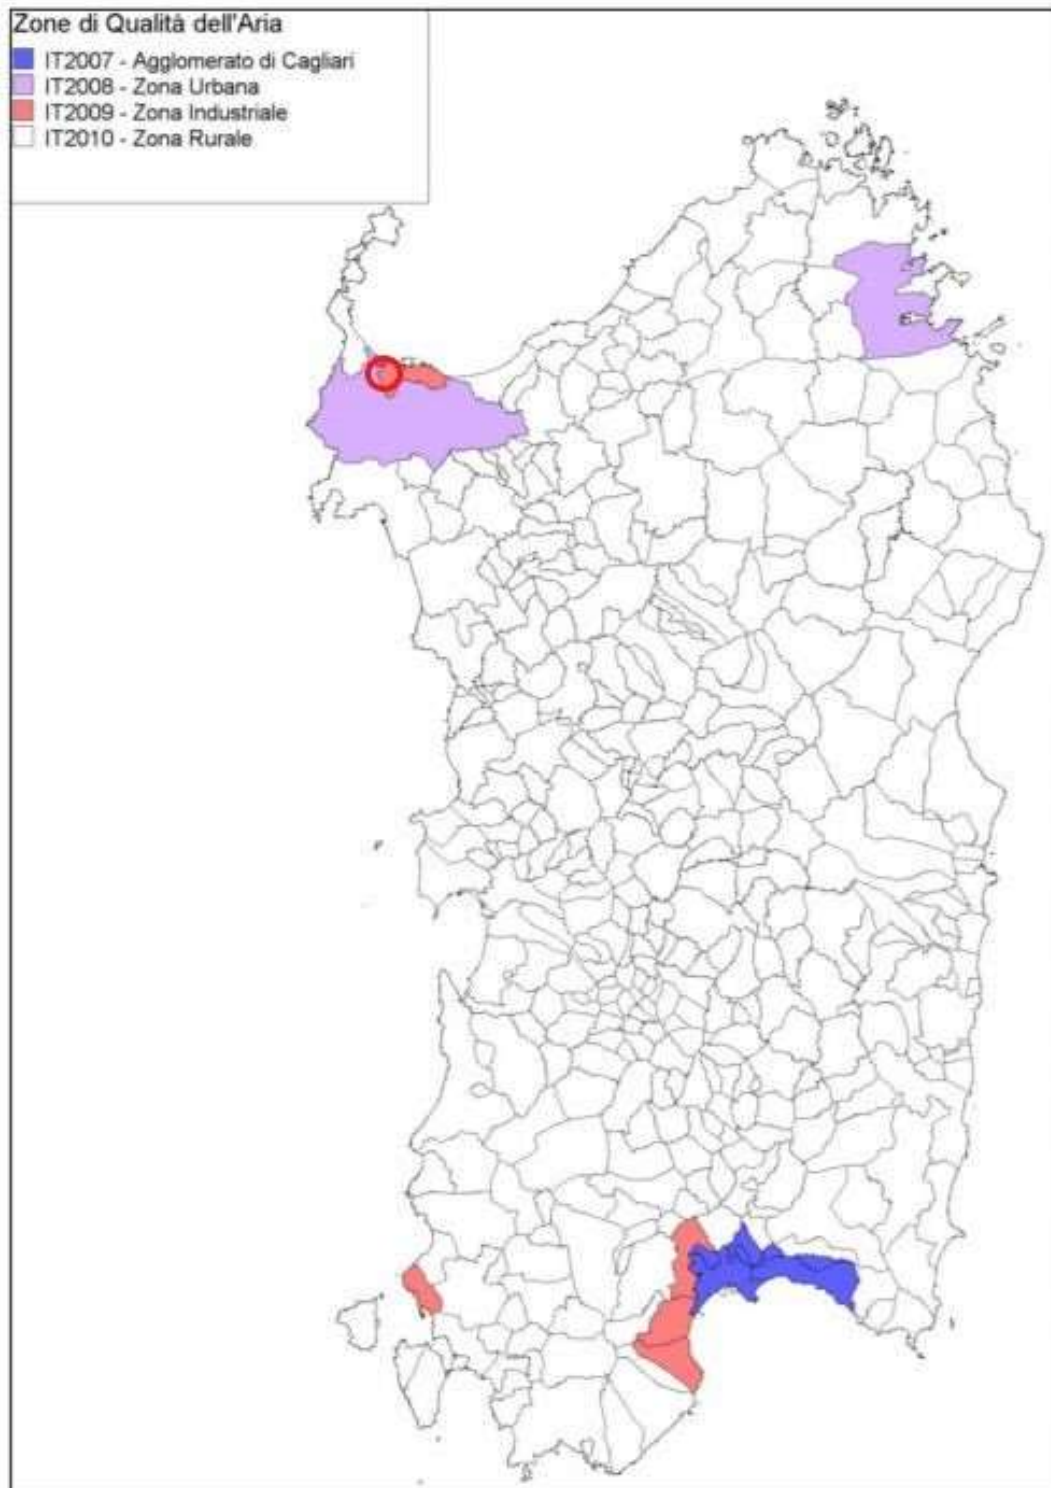 Zone di Qualità dell'Aria
IT2007 - Agglomerato di Cagliari
IT2008 - Zona Urbana
IT2009 - Zona Industriale
IT2010 - Zona Rurale